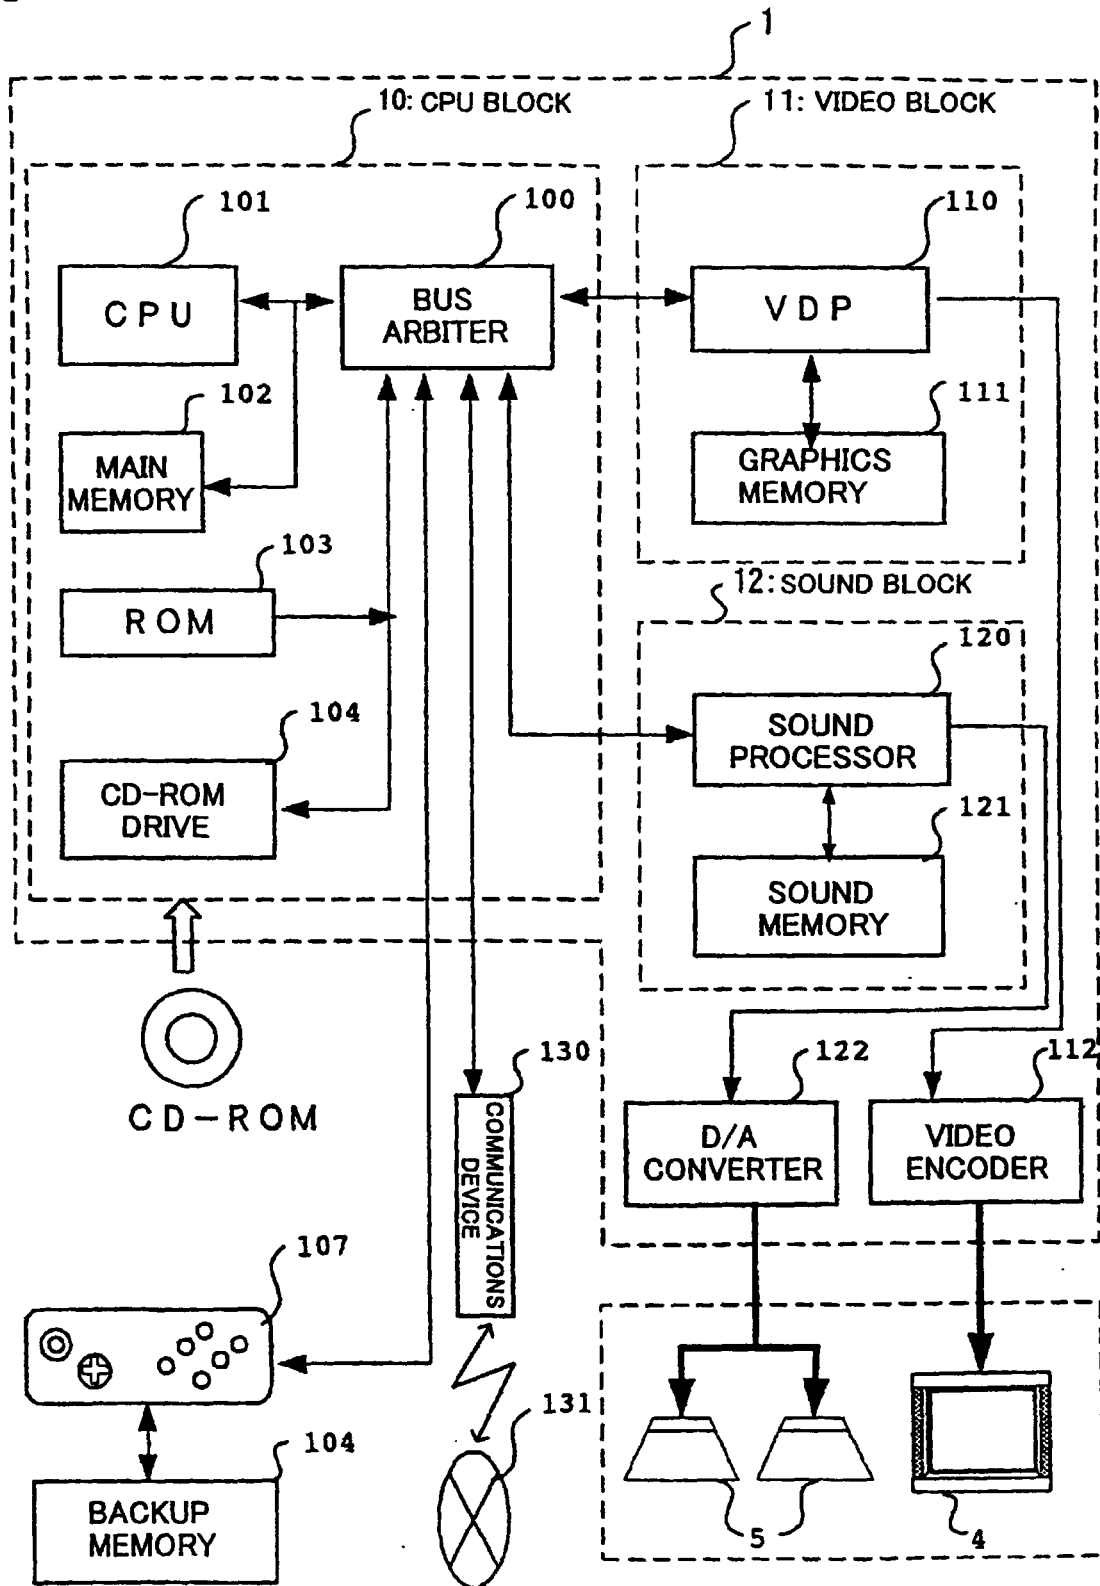 1
10: CPU BLOCK
11: VIDEO BLOCK
101
100
110
CPU
BUS
ARBITER
VDP
102
111
MAIN
MEMORY
GRAPHICS
MEMORY
103
12: SOUND BLOCK
ROM
120
104
SOUND
PROCESSOR
CD-ROM
DRIVE
121
SOUND
MEMORY
CD-ROM
130
122
112
COMMUNICATIONS
DEVICE
D/A
CONVERTER
VIDEO
ENCODER
107
131
104
BACKUP
MEMORY
5
4